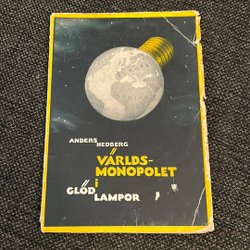 ANDERS
HEDBERG
VÄRLDS-
MONOPOLET
i
GLÖD
LAMPOR